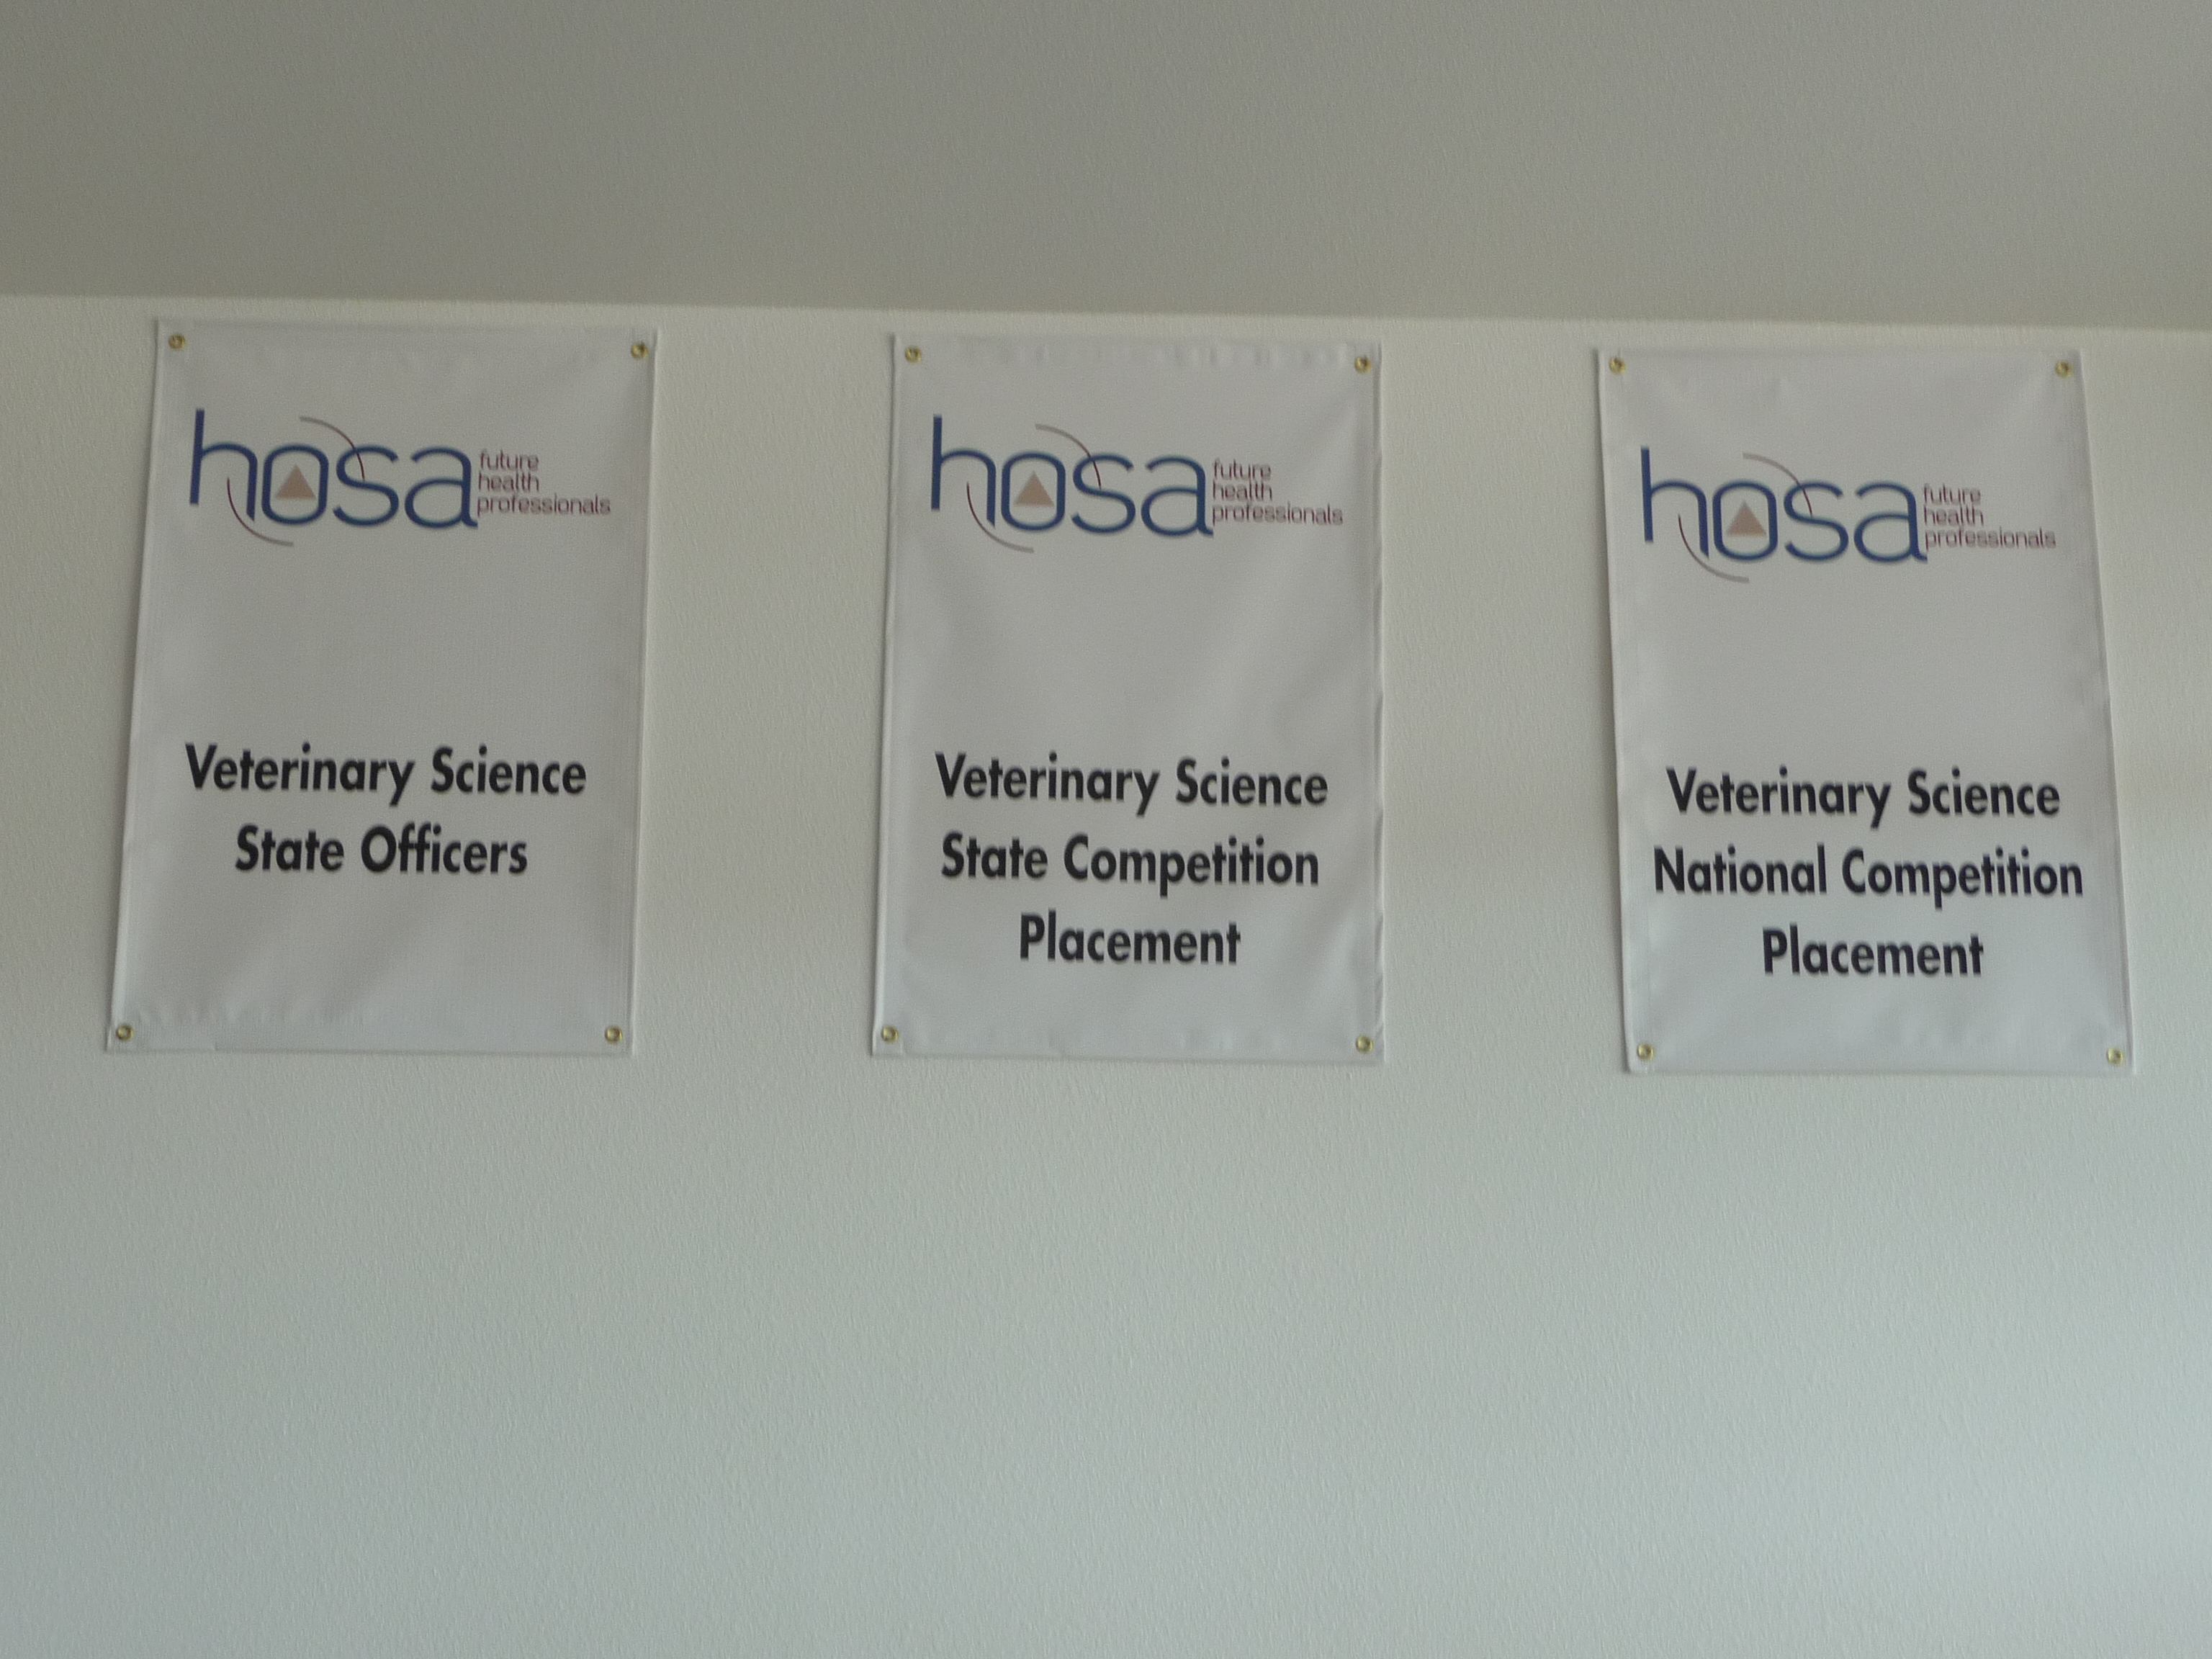 hosa
future
health
professionals
Veterinary Science
State Officers
hosa
future
health
professionals
Veterinary Science
State Competition
Placement
hosa
future
health
professionals
Veterinary Science
National Competition
Placement